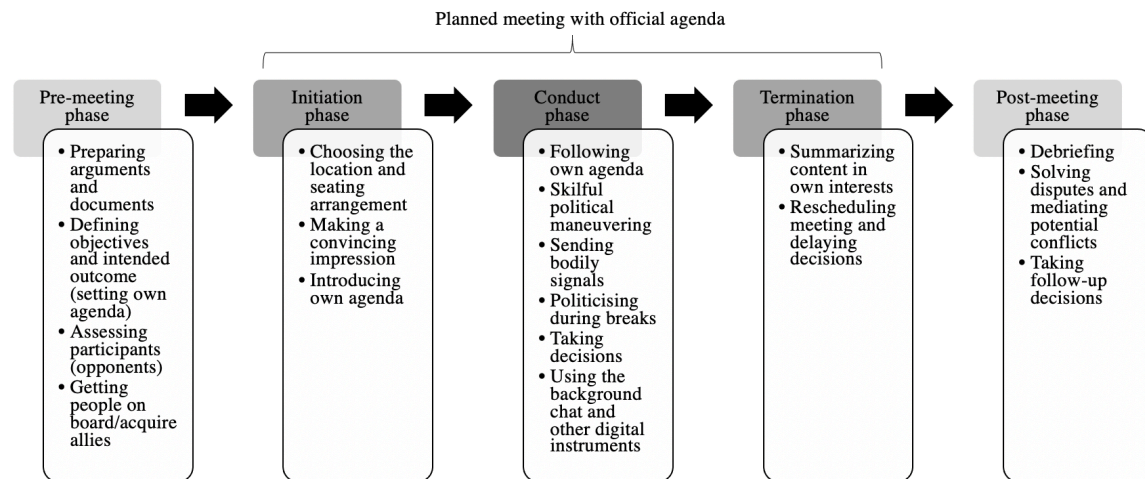 Planned meeting with official agenda
Pre-meeting
phase
• Preparing
arguments
and
documents
• Defining
objectives
and intended
outcome
(setting own
agenda)
• Assessing
participants
(opponents)
• Getting
people on
board/acquire
allies
Initiation
phase
• Choosing the
location and
seating
arrangement
• Making a
convincing
impression
• Introducing
own agenda
Conduct
phase
• Following
own agenda
• Skilful
political
maneuvering
• Sending
bodily
signals
• Politicising
during breaks
• Taking
decisions
• Using the
background
chat and
other digital
instruments
Termination
phase
• Summarizing
content in
own interests
• Rescheduling
meeting and
delaying
decisions
Post-meeting
phase
• Debriefing
• Solving
disputes and
mediating
potential
conflicts
• Taking
follow-up
decisions